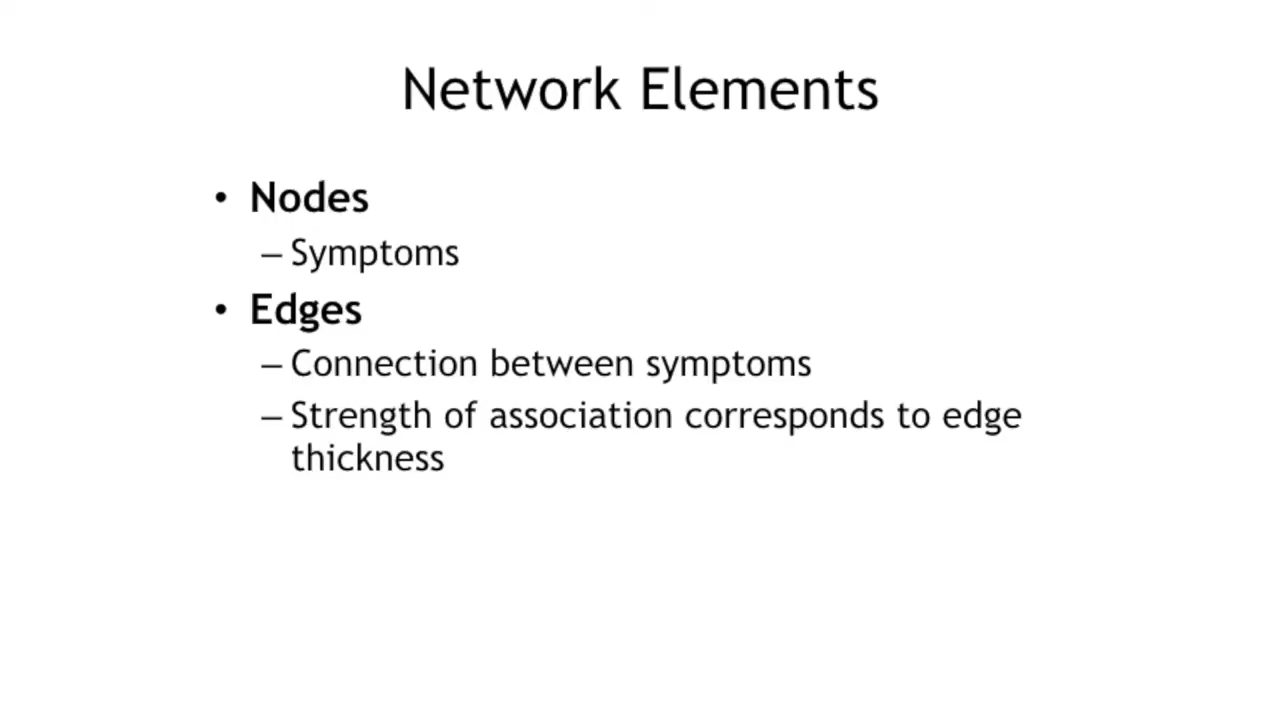 Network Elements
• Nodes
– Symptoms
• Edges
– Connection between symptoms
– Strength of association corresponds to edge
thickness